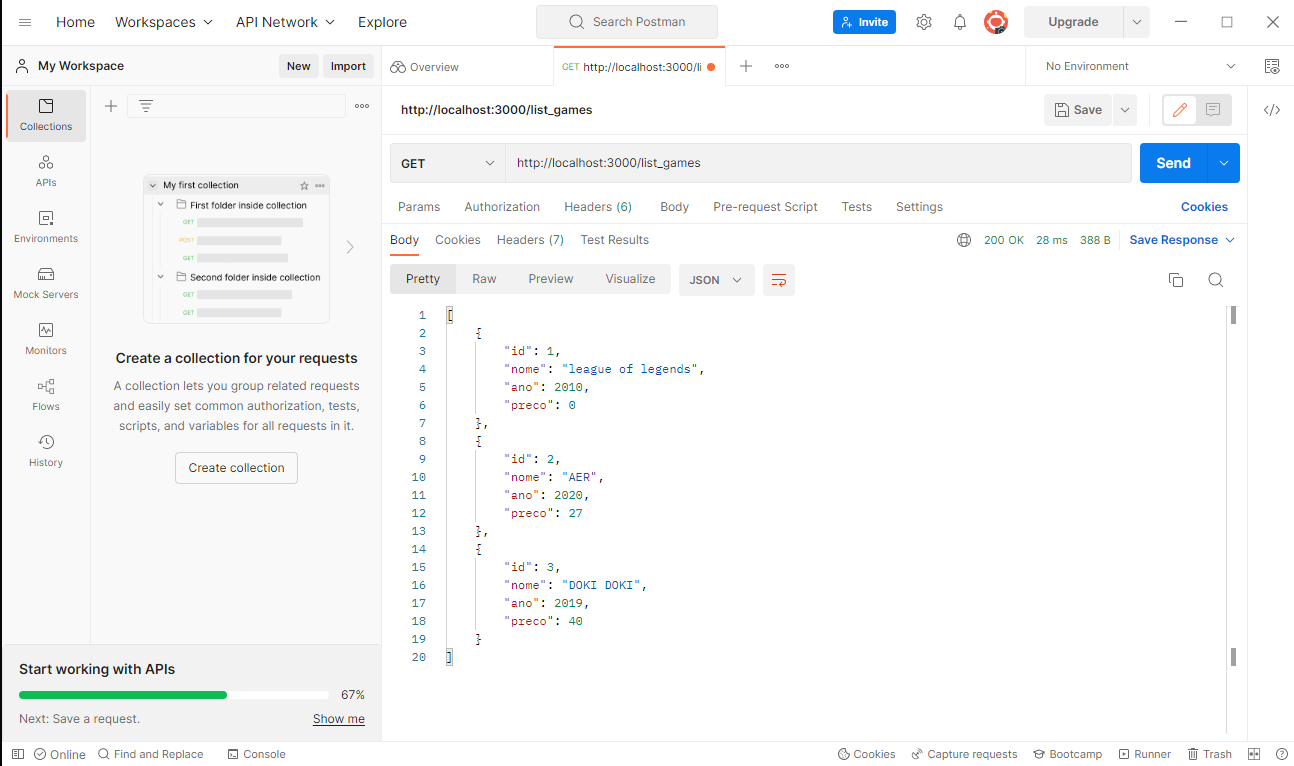 Home Workspaces API Network Explore Search Postman Invite Upgrade
My Workspace New Import Overview GET http://localhost:3000/li No Environment
Collections
APIs
Environments
Mock Servers
Monitors
Flows
History
My first collection
First folder inside collection
GET
POST
GET
Second folder inside collection
GET
GET
Create a collection for your requests
A collection lets you group related requests
and easily set common authorization, tests,
scripts, and variables for all requests in it.
Create collection
Start working with APIs
67%
Next: Save a request. Show me
http://localhost:3000/list_games Save
GET http://localhost:3000/list_games Send
Params Authorization Headers (6) Body Pre-request Script Tests Settings Cookies
Body Cookies Headers (7) Test Results 200 OK 28 ms 388 B Save Response
Pretty Raw Preview Visualize JSON
1 [
2 {
3 "id": 1,
4 "nome": "league of legends",
5 "ano": 2010,
6 "preco": 0
7 },
8 {
9 "id": 2,
10 "nome": "AER",
11 "ano": 2020,
12 "preco": 27
13 },
14 {
15 "id": 3,
16 "nome": "DOKI DOKI",
17 "ano": 2019,
18 "preco": 40
19 }
20 ]
Online Find and Replace Console Cookies Capture requests Bootcamp Runner Trash